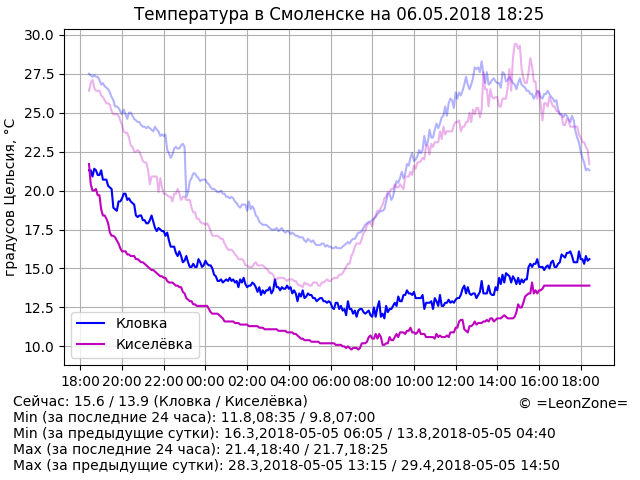 Температура в Смоленске на 06.05.2018 18:25
градусов Цельсия, °C
30.0
27.5
25.0
22.5
20.0
17.5
15.0
12.5
10.0
Кловка
Киселёвка
18:00 20:00 22:00 00:00 02:00 04:00 06:00 08:00 10:00 12:00 14:00 16:00 18:00
Сейчас: 15.6 / 13.9 (Кловка / Киселёвка)
© =LeonZone=
Min (за последние 24 часа): 11.8,08:35 / 9.8,07:00
Min (за предыдущие сутки): 16.3,2018-05-05 06:05 / 13.8,2018-05-05 04:40
Max (за последние 24 часа): 21.4,18:40 / 21.7,18:25
Max (за предыдущие сутки): 28.3,2018-05-05 13:15 / 29.4,2018-05-05 14:50